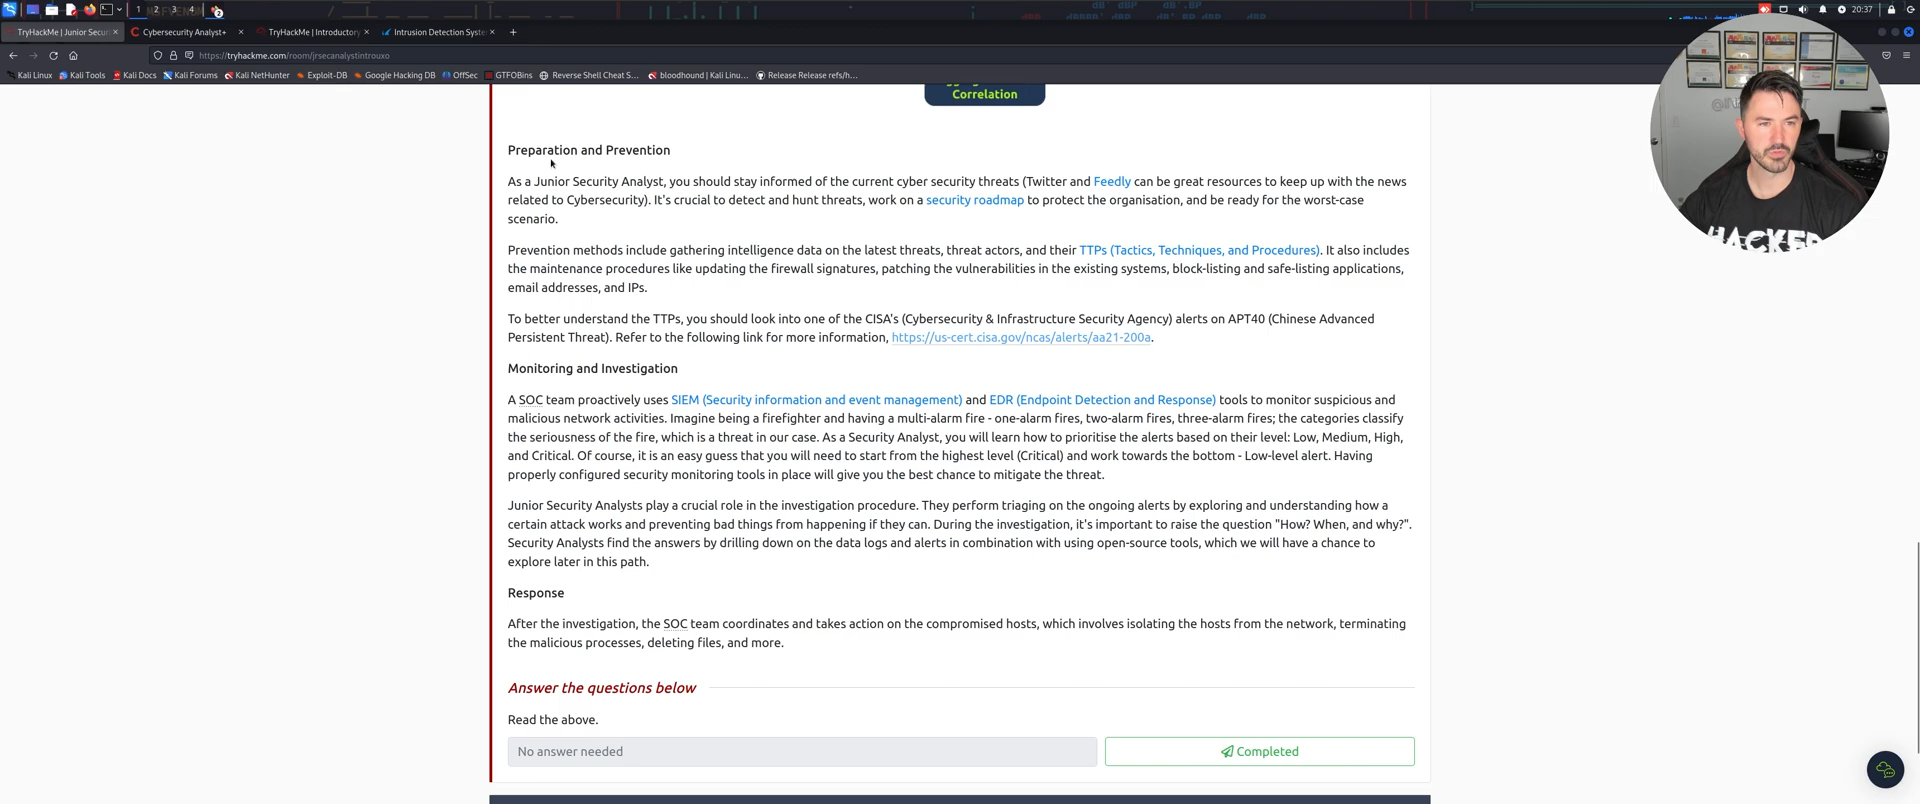 1 2 3 4 20:37
TryHackMe | Junior Secur Cybersecurity Analyst+ TryHackMe | Introductory Intrusion Detection Syste
https://tryhackme.com/room/jrsecanalystintrouxo
Kali Linux Kali Tools Kali Docs Kali Forums Kali NetHunter Exploit-DB Google Hacking DB OffSec GTFOBins Reverse Shell Cheat S... bloodhound | Kali Linu... Release Release refs/h...
Correlation
Preparation and Prevention
As a Junior Security Analyst, you should stay informed of the current cyber security threats (Twitter and Feedly can be great resources to keep up with the news
related to Cybersecurity). It's crucial to detect and hunt threats, work on a security roadmap to protect the organisation, and be ready for the worst-case
scenario.
Prevention methods include gathering intelligence data on the latest threats, threat actors, and their TTPs (Tactics, Techniques, and Procedures). It also includes
the maintenance procedures like updating the firewall signatures, patching the vulnerabilities in the existing systems, block-listing and safe-listing applications,
email addresses, and IPs.
To better understand the TTPs, you should look into one of the CISA's (Cybersecurity & Infrastructure Security Agency) alerts on APT40 (Chinese Advanced
Persistent Threat). Refer to the following link for more information, https://us-cert.cisa.gov/ncas/alerts/aa21-200a.
Monitoring and Investigation
A SOC team proactively uses SIEM (Security information and event management) and EDR (Endpoint Detection and Response) tools to monitor suspicious and
malicious network activities. Imagine being a firefighter and having a multi-alarm fire - one-alarm fires, two-alarm fires, three-alarm fires; the categories classify
the seriousness of the fire, which is a threat in our case. As a Security Analyst, you will learn how to prioritise the alerts based on their level: Low, Medium, High,
and Critical. Of course, it is an easy guess that you will need to start from the highest level (Critical) and work towards the bottom - Low-level alert. Having
properly configured security monitoring tools in place will give you the best chance to mitigate the threat.
Junior Security Analysts play a crucial role in the investigation procedure. They perform triaging on the ongoing alerts by exploring and understanding how a
certain attack works and preventing bad things from happening if they can. During the investigation, it's important to raise the question "How? When, and why?".
Security Analysts find the answers by drilling down on the data logs and alerts in combination with using open-source tools, which we will have a chance to
explore later in this path.
Response
After the investigation, the SOC team coordinates and takes action on the compromised hosts, which involves isolating the hosts from the network, terminating
the malicious processes, deleting files, and more.
Answer the questions below
Read the above.
No answer needed
Completed
HACKER